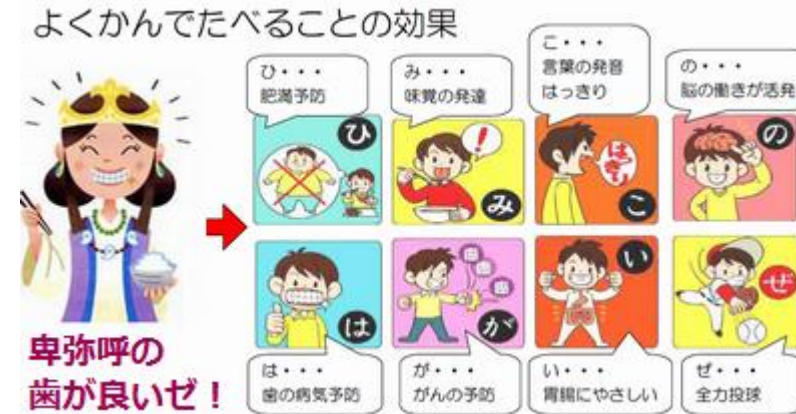 よくかんでたべることの効果
ひ・・・
肥満予防
み・・・
味覚の発達
こ・・・
言葉の発音
はっきり
の・・・
脳の働きが活発
ひ
み
はっきり
こ
の
は
が
い
ぜ
は・・・
歯の病気予防
が・・・
がんの予防
い・・・
胃腸にやさしい
ぜ・・・
全力投球
卑弥呼の
歯が良いゼ！